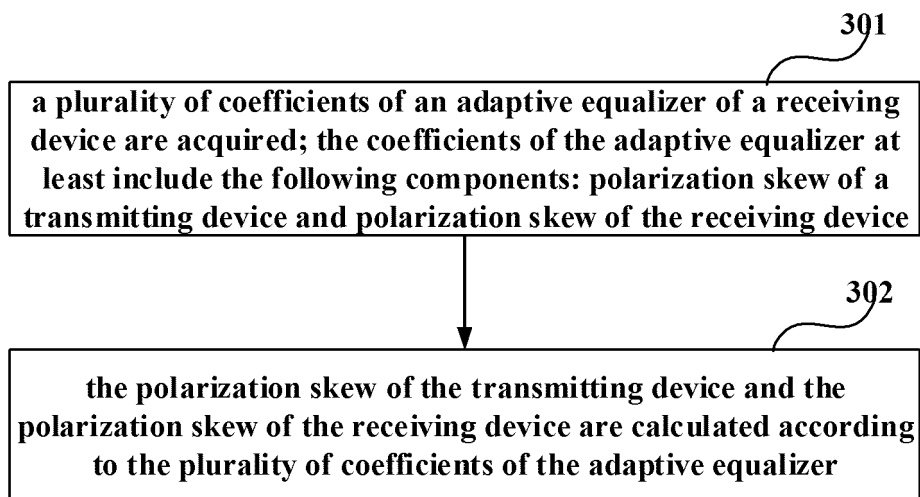 301
a plurality of coefficients of an adaptive equalizer of a receiving
device are acquired; the coefficients of the adaptive equalizer at
least include the following components: polarization skew of a
transmitting device and polarization skew of the receiving device
302
the polarization skew of the transmitting device and the
polarization skew of the receiving device are calculated according
to the plurality of coefficients of the adaptive equalizer